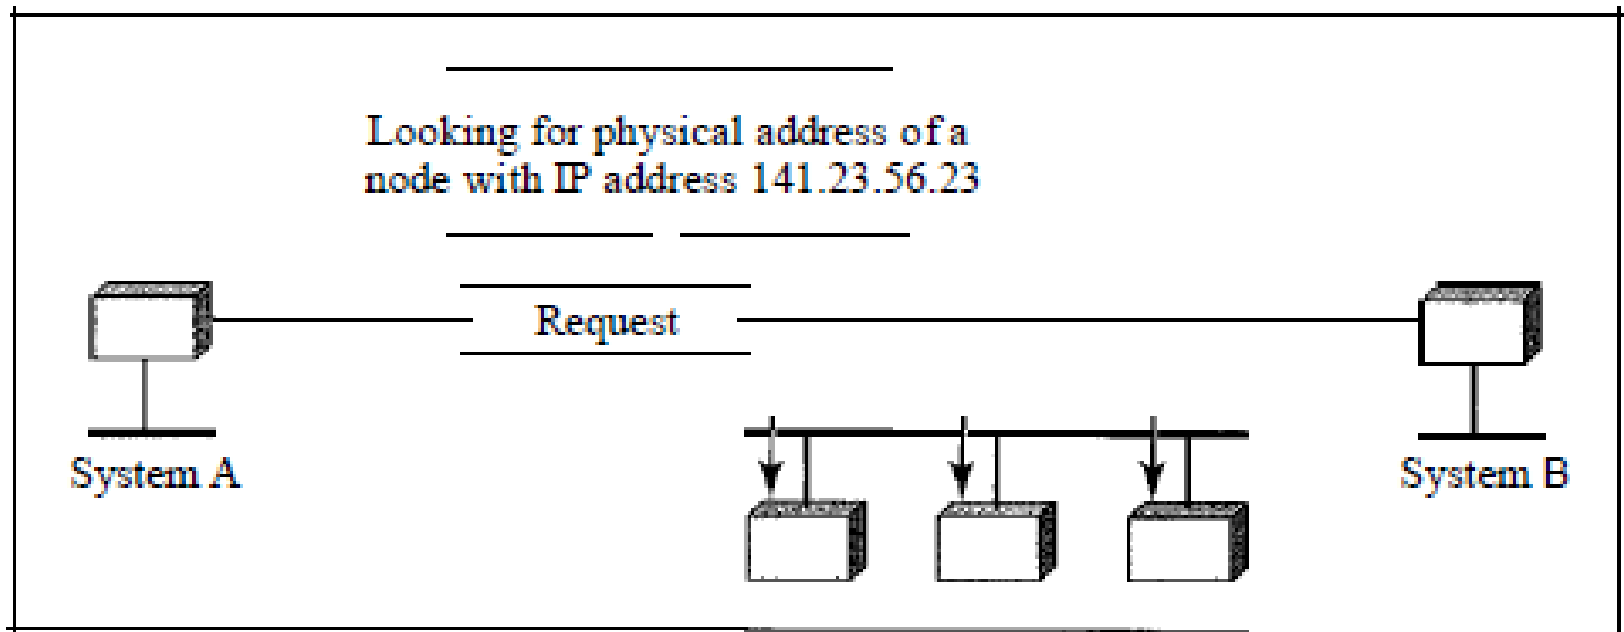 Looking for physical address of a
node with IP address 141.23.56.23
Request
System A
System B